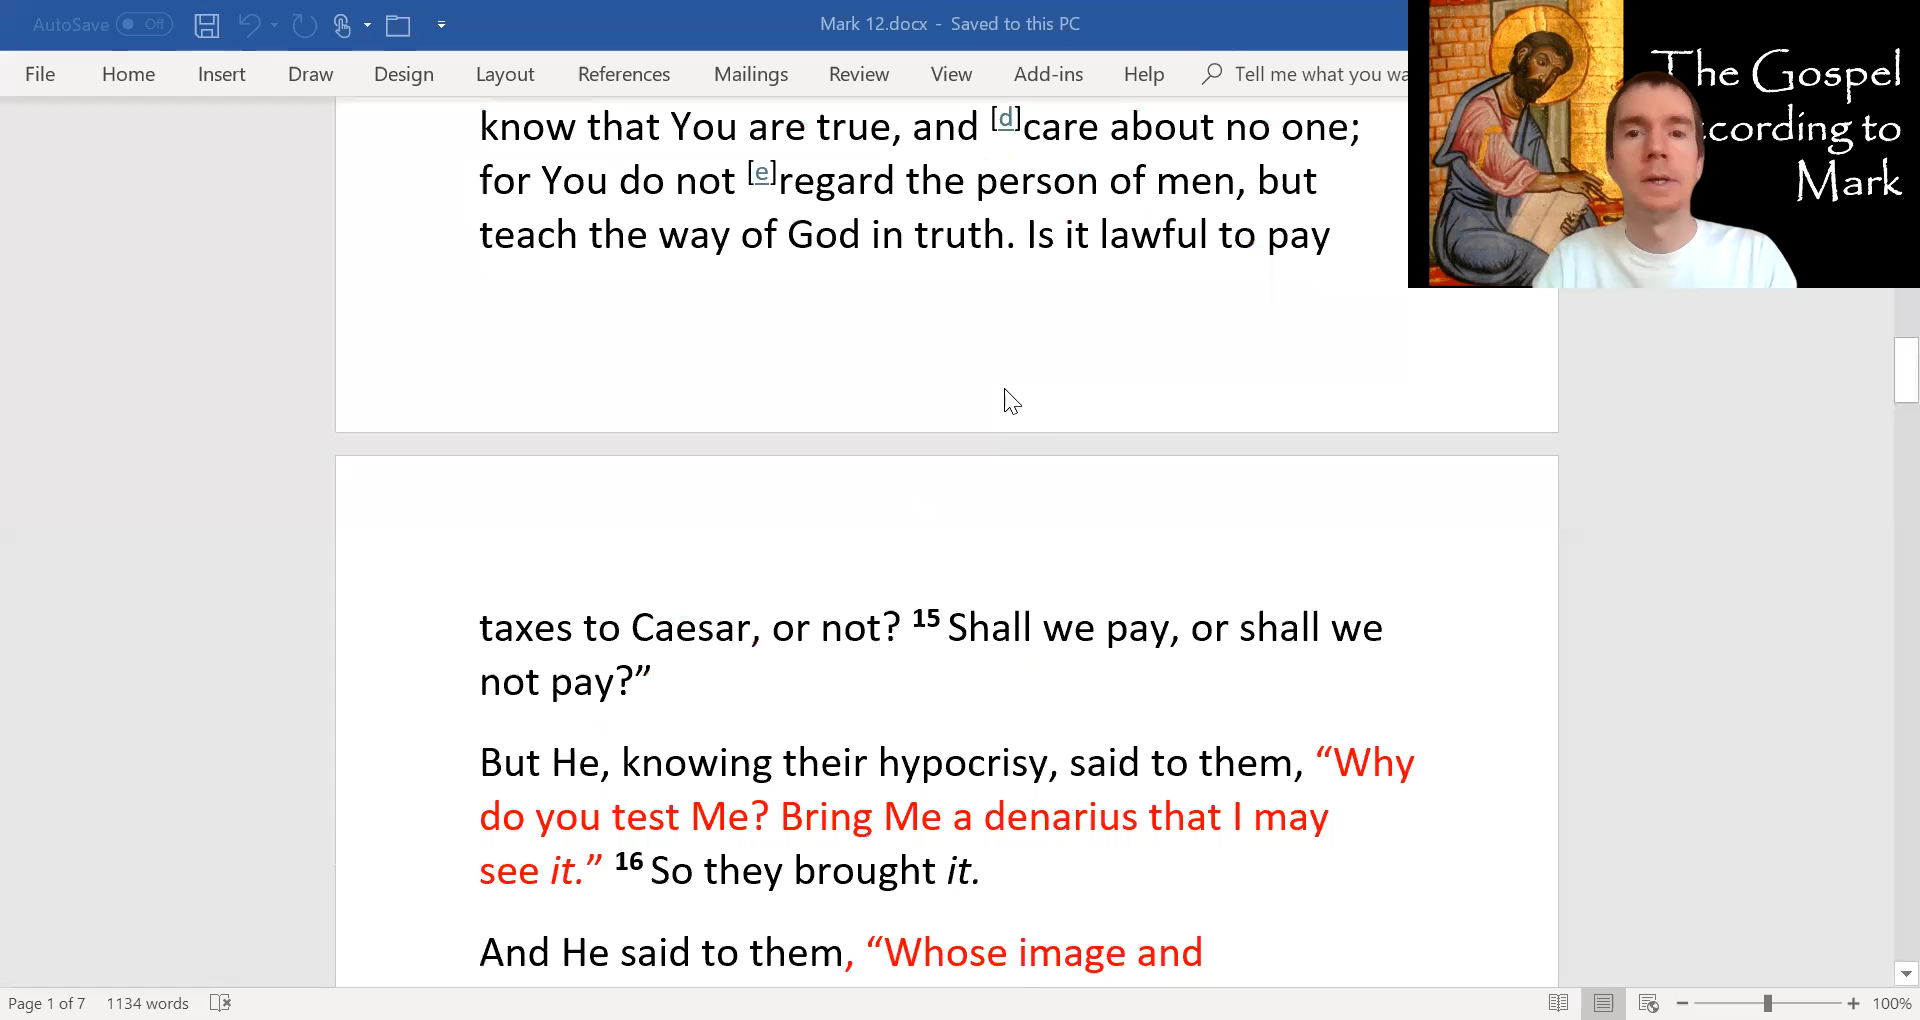 AutoSave Off
Mark 12.docx - Saved to this PC
File Home Insert Draw Design Layout References Mailings Review View Add-ins Help Tell me what you wa
The Gospel
cording to
Mark
know that You are true, and [d]care about no one;
for You do not [e]regard the person of men, but
teach the way of God in truth. Is it lawful to pay
taxes to Caesar, or not? 15 Shall we pay, or shall we
not pay?”
But He, knowing their hypocrisy, said to them, “Why
do you test Me? Bring Me a denarius that I may
see it.” 16 So they brought it.
And He said to them, “Whose image and
Page 1 of 7 1134 words
100%